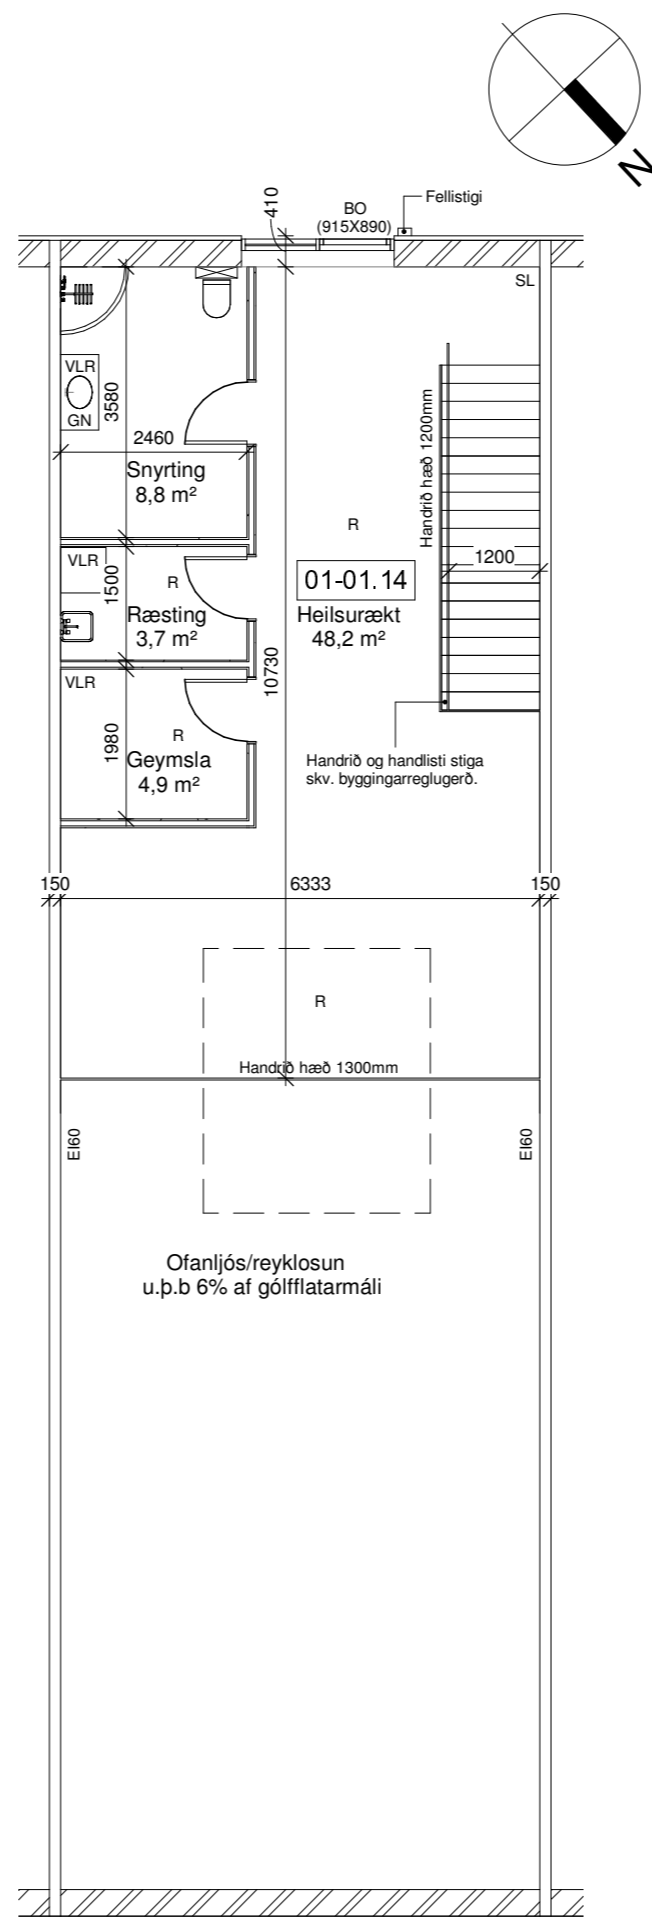 N
410
BO
(915X890)
Fellistigi
SL
VLR
GN
3580
2460
Snyrting
8,8 m²
Handrið hæð 1200mm
R
1200
VLR
1500
R
Ræsting
3,7 m²
01-01.14
Heilsurækt
48,2 m²
10730
VLR
1980
R
Geymsla
4,9 m²
Handrið og handlisti stiga
skv. byggingarreglugerð.
150
6333
150
R
Handrið hæð 1300mm
EI60
EI60
Ofanljós/reyklosun
u.þ.b 6% af gólfflatarmáli